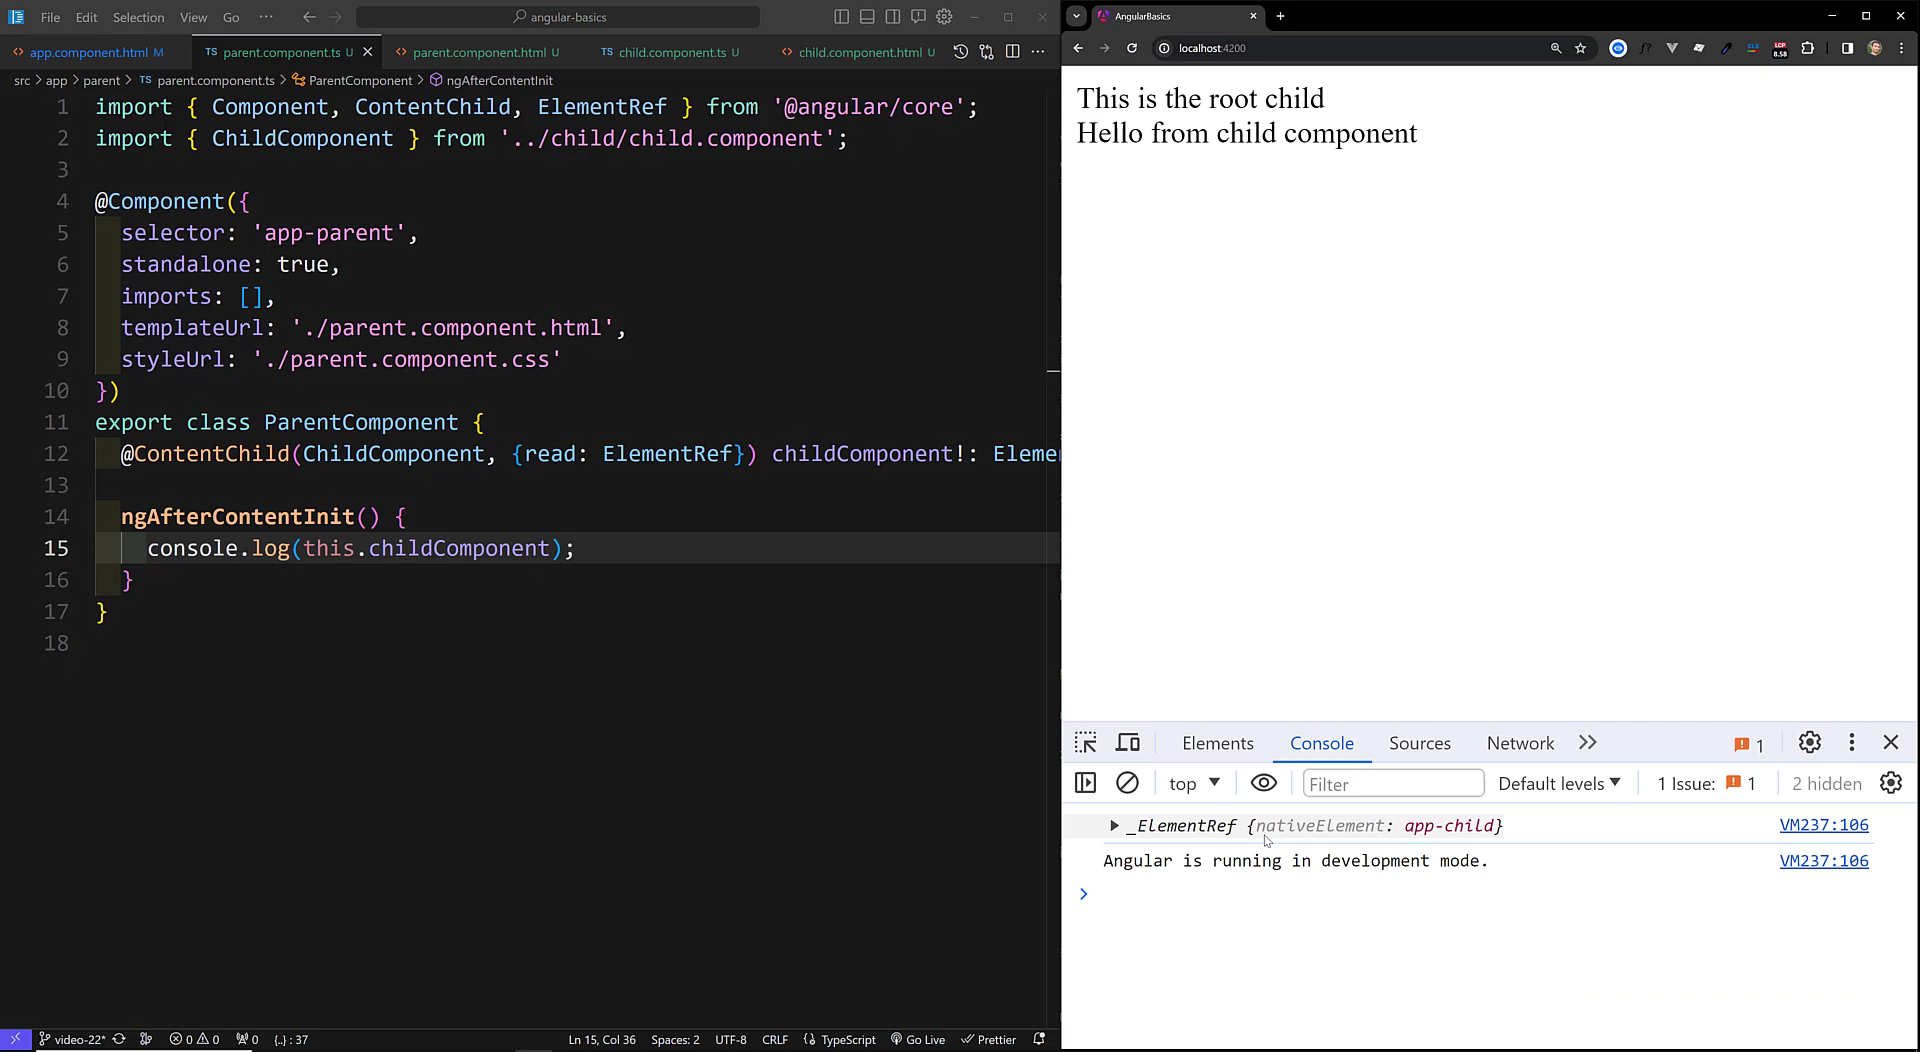 File Edit Selection View Go ··· angular-basics
app.component.html M parent.component.ts U parent.component.html U child.component.ts U child.component.html U
src > app > parent > TS parent.component.ts > ParentComponent > ngAfterContentInit
1 import { Component, ContentChild, ElementRef } from '@angular/core';
2 import { ChildComponent } from '../child/child.component';
3
4 @Component({
5 selector: 'app-parent',
6 standalone: true,
7 imports: [],
8 templateUrl: './parent.component.html',
9 styleUrl: './parent.component.css'
10 })
11 export class ParentComponent {
12 @ContentChild(ChildComponent, {read: ElementRef}) childComponent!: Eleme
13
14 ngAfterContentInit() {
15 console.log(this.childComponent);
16 }
17 }
18
video-22* 0 0 0 {..} : 37 Ln 15, Col 36 Spaces: 2 UTF-8 CRLF TypeScript Go Live Prettier
AngularBasics
localhost:4200
This is the root child
Hello from child component
Elements Console Sources Network 1
top Filter Default levels 1 Issue: 1 2 hidden
_ElementRef {nativeElement: app-child} VM237:106
Angular is running in development mode. VM237:106